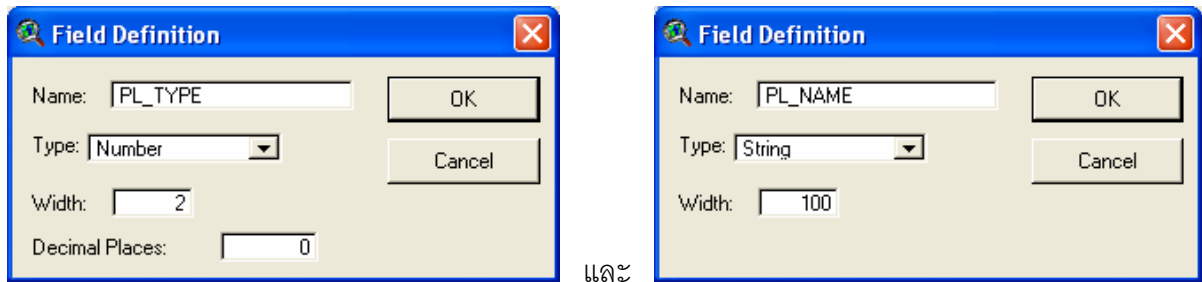 Field Definition
Name: PL_TYPE
OK
Type: Number
Cancel
Width: 2
Decimal Places: 0
และ
Field Definition
Name: PL_NAME
OK
Type: String
Cancel
Width: 100